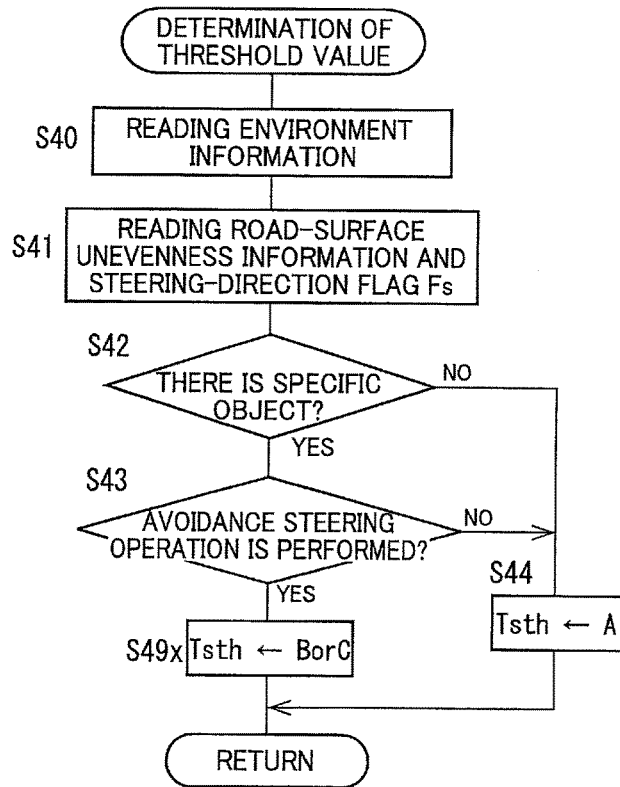 DETERMINATION OF
THRESHOLD VALUE
S40
READING ENVIRONMENT
INFORMATION
S41
READING ROAD-SURFACE
UNEVENNESS INFORMATION AND
STEERING-DIRECTION FLAG Fs
S42
THERE IS SPECIFIC
OBJECT?
NO
YES
S43
AVOIDANCE STEERING
OPERATION IS PERFORMED?
NO
YES
S44
Tsth ← A
S49x
Tsth ← BorC
RETURN